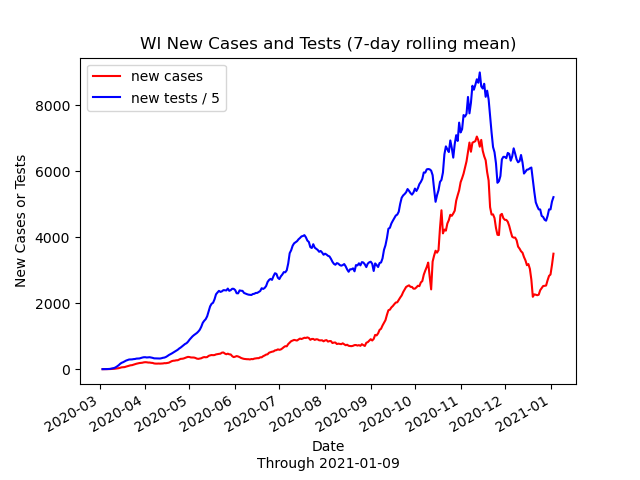 WI New Cases and Tests (7-day rolling mean)
new cases
new tests / 5
New Cases or Tests
8000
6000
4000
2000
0
2020-03
2020-04
2020-05
2020-06
2020-07
2020-08
2020-09
2020-10
2020-11
2020-12
2021-01
Date
Through 2021-01-09